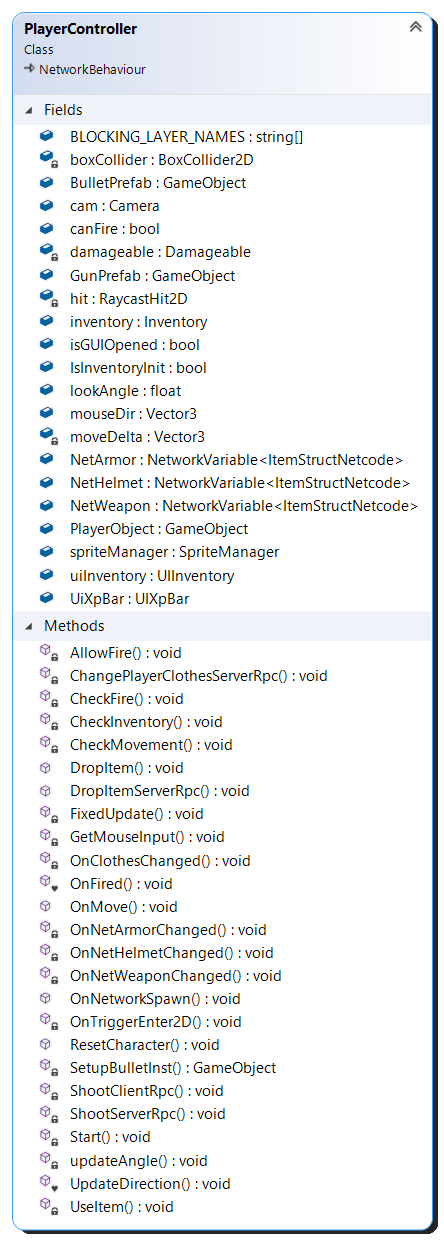 PlayerController
Class
NetworkBehaviour
Fields
BLOCKING_LAYER_NAMES : string[]
boxCollider : BoxCollider2D
BulletPrefab : GameObject
cam : Camera
canFire : bool
damageable : Damageable
GunPrefab : GameObject
hit : RaycastHit2D
inventory : Inventory
isGUIOpened : bool
IsInventoryInit : bool
lookAngle : float
mouseDir : Vector3
moveDelta : Vector3
NetArmor : NetworkVariable<ItemStructNetcode>
NetHelmet : NetworkVariable<ItemStructNetcode>
NetWeapon : NetworkVariable<ItemStructNetcode>
PlayerObject : GameObject
spriteManager : SpriteManager
uiInventory : UIInventory
UiXpBar : UIXpBar
Methods
AllowFire() : void
ChangePlayerClothesServerRpc() : void
CheckFire() : void
CheckInventory() : void
CheckMovement() : void
DropItem() : void
DropItemServerRpc() : void
FixedUpdate() : void
GetMouseInput() : void
OnClothesChanged() : void
OnFired() : void
OnMove() : void
OnNetArmorChanged() : void
OnNetHelmetChanged() : void
OnNetWeaponChanged() : void
OnNetworkSpawn() : void
OnTriggerEnter2D() : void
ResetCharacter() : void
SetupBulletInst() : GameObject
ShootClientRpc() : void
ShootServerRpc() : void
Start() : void
updateAngle() : void
UpdateDirection() : void
UseItem() : void